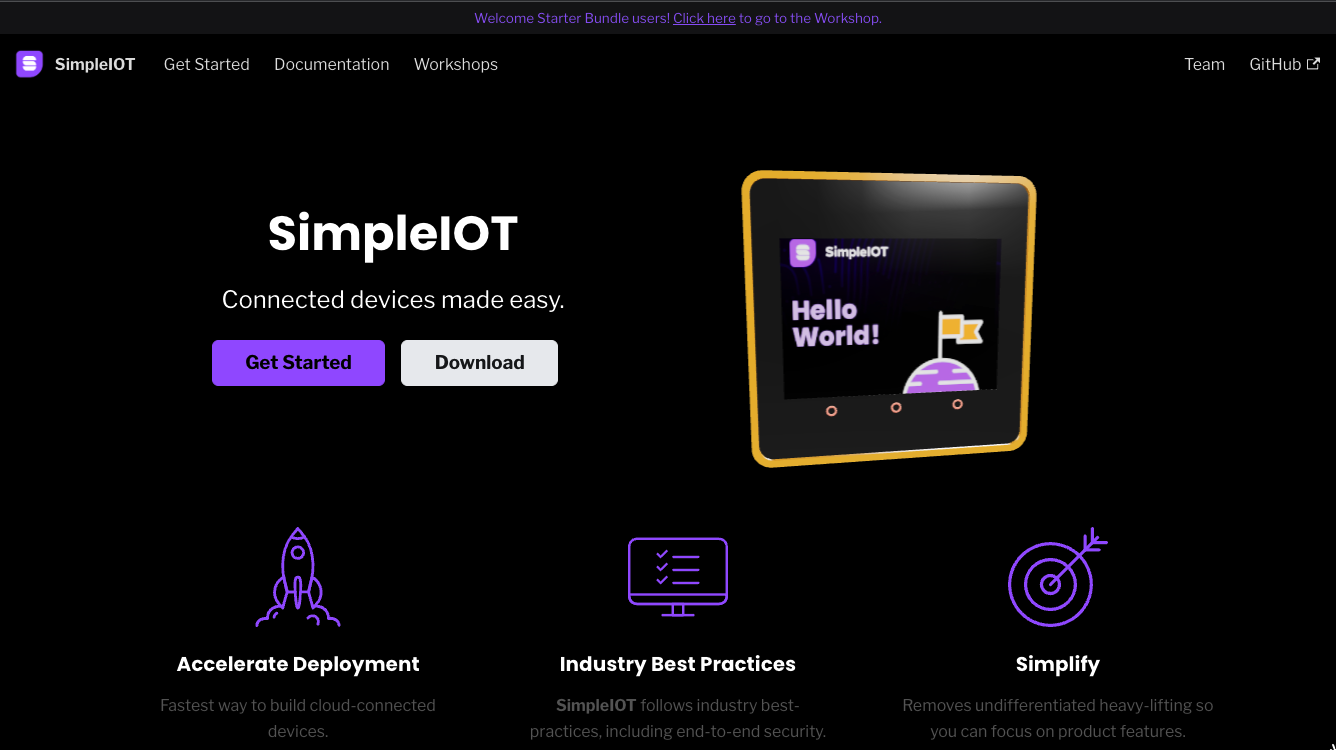 Welcome Starter Bundle users! Click here to go to the Workshop.
SimpleIOT Get Started Documentation Workshops Team GitHub
SimpleIOT
Connected devices made easy.
Get Started Download
SimpleIOT
Hello
World!
Accelerate Deployment
Fastest way to build cloud-connected
devices.
Industry Best Practices
SimpleIOT follows industry best-
practices, including end-to-end security.
Simplify
Removes undifferentiated heavy-lifting so
you can focus on product features.